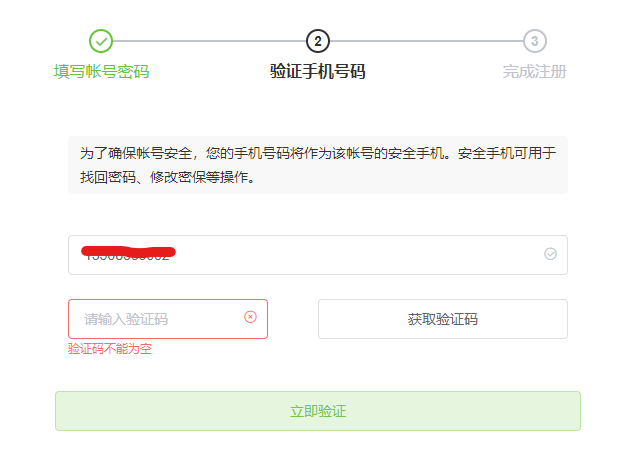 2
3
填写帐号密码
验证手机号码
完成注册
为了确保帐号安全，您的手机号码将作为该帐号的安全手机。安全手机可用于
找回密码、修改密保等操作。
请输入验证码
获取验证码
验证码不能为空
立即验证